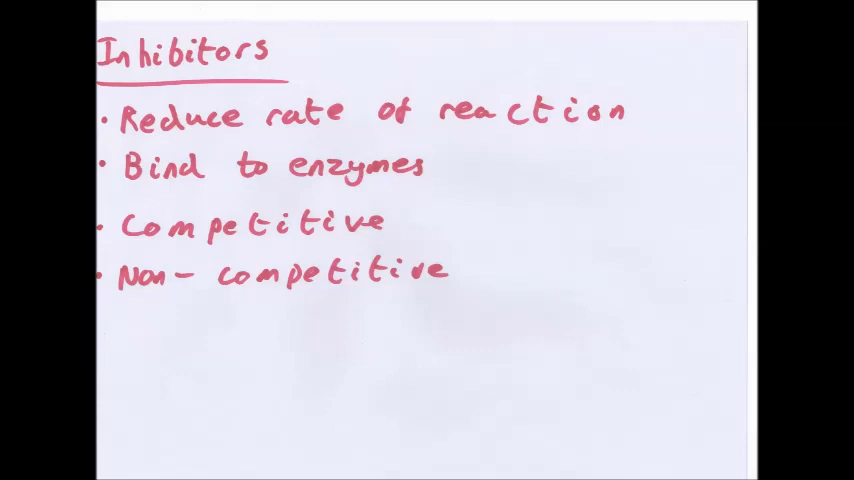 Inhibitors
• Reduce rate of reaction
• Bind to enzymes
• Competitive
• Non-competitive